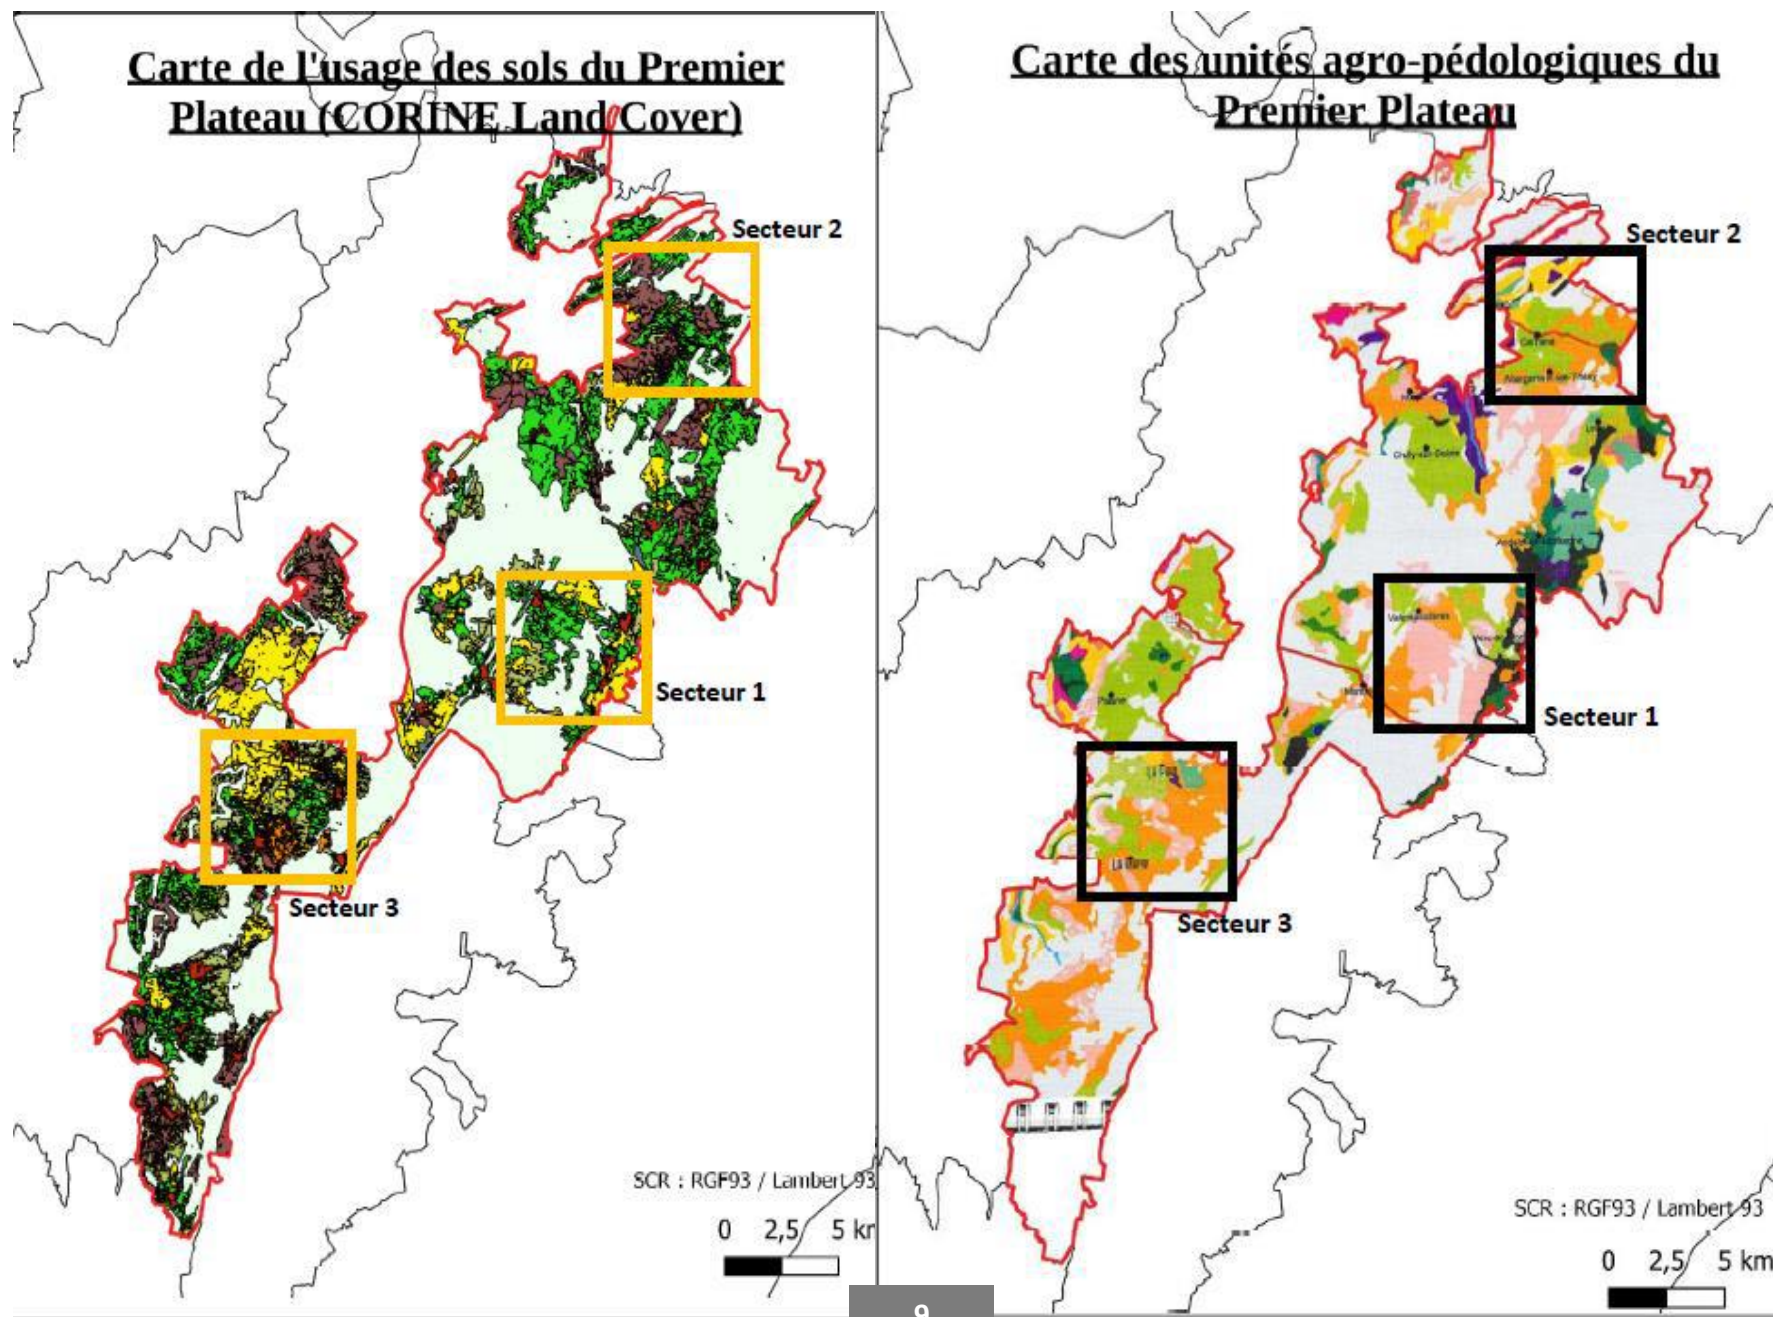 Carte de l'usage des sols du Premier
Plateau (CORINE Land Cover)
Secteur 2
Secteur 1
Secteur 3
SCR : RGF93 / Lambert 93
0 2,5 5 kr
Carte des unités agro-pédologiques du
Premier Plateau
Secteur 2
Secteur 1
Secteur 3
SCR : RGF93 / Lambert 93
0 2,5 5 km
9